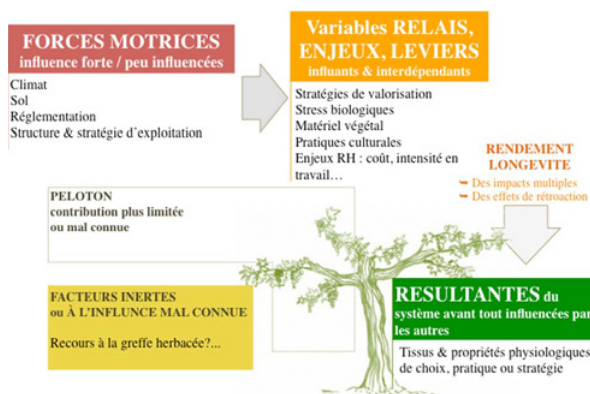 FORCES MOTRICES
influence forte / peu influencées
Climat
Sol
Réglementation
Structure & stratégie d'exploitation
Variables RELAIS,
ENJEUX, LEVIERS
influants & interdépendants
Stratégies de valorisation
Stress biologiques
Matériel végétal
Pratiques culturales
Enjeux RH : coût, intensité en
travail…
RENDEMENT
LONGEVITE
➥ Des impacts multiples
➥ Des effets de rétroaction
PELOTON
contribution plus limitée
ou mal connue
FACTEURS INERTES
ou À L'INFLUNCE MAL CONNUE
Recours à la greffe herbacée?...
RESULTANTES du
système avant tout influencées par
les autres
Tissus & propriétés physiologiques
de choix, pratique ou stratégie